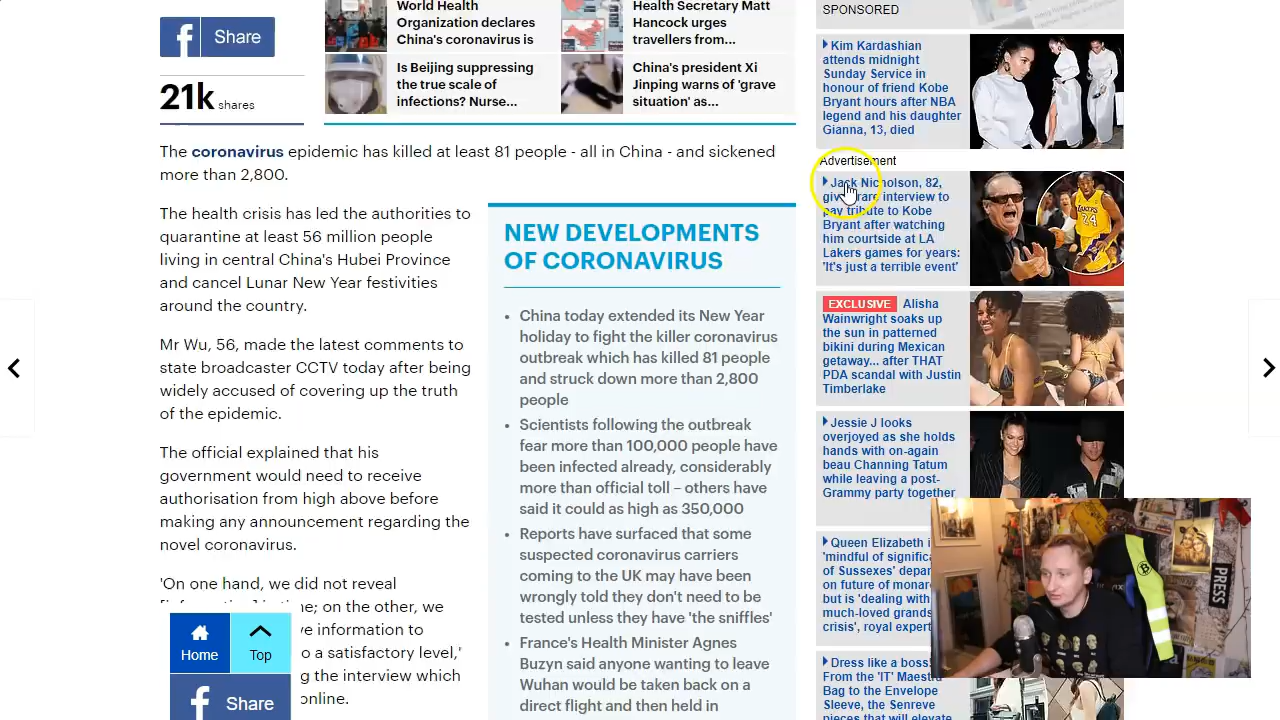 Share
21k shares
World Health
Organization declares
China's coronavirus is
Health Secretary Matt
Hancock urges
travellers from...
Is Beijing suppressing
the true scale of
infections? Nurse...
China's president Xi
Jinping warns of 'grave
situation' as...
The coronavirus epidemic has killed at least 81 people - all in China - and sickened
more than 2,800.
The health crisis has led the authorities to
quarantine at least 56 million people
living in central China's Hubei Province
and cancel Lunar New Year festivities
around the country.
Mr Wu, 56, made the latest comments to
state broadcaster CCTV today after being
widely accused of covering up the truth
of the epidemic.
The official explained that his
government would need to receive
authorisation from high above before
making any announcement regarding the
novel coronavirus.
'On one hand, we did not reveal
in time; on the other, we
information to
o a satisfactory level,'
g the interview which
online.
Home
Top
Share
NEW DEVELOPMENTS
OF CORONAVIRUS
• China today extended its New Year
holiday to fight the killer coronavirus
outbreak which has killed 81 people
and struck down more than 2,800
people
• Scientists following the outbreak
fear more than 100,000 people have
been infected already, considerably
more than official toll – others have
said it could as high as 350,000
• Reports have surfaced that some
suspected coronavirus carriers
coming to the UK may have been
wrongly told they don't need to be
tested unless they have 'the sniffles'
• France's Health Minister Agnes
Buzyn said anyone wanting to leave
Wuhan would be taken back on a
direct flight and then held in
SPONSORED
Kim Kardashian
attends midnight
Sunday Service in
honour of friend Kobe
Bryant hours after NBA
legend and his daughter
Gianna, 13, died
Advertisement
Jack Nicholson, 82,
rare interview to
pay tribute to Kobe
Bryant after watching
him courtside at LA
Lakers games for years:
'It's just a terrible event'
EXCLUSIVE Alisha
Wainwright soaks up
the sun in patterned
bikini during Mexican
getaway... after THAT
PDA scandal with Justin
Timberlake
Jessie J looks
overjoyed as she holds
hands with on-again
beau Channing Tatum
while leaving a post-
Grammy party together
Queen Elizabeth i
'mindful of signific
of Sussexes' depar
on future of monar
but is 'dealing with
much-loved grands
crisis', royal expert
Dress like a boss!
From the 'IT' Maestra
Bag to the Envelope
Sleeve, the Senreve
pieces that will elevate
LAKERS
24
PRESS